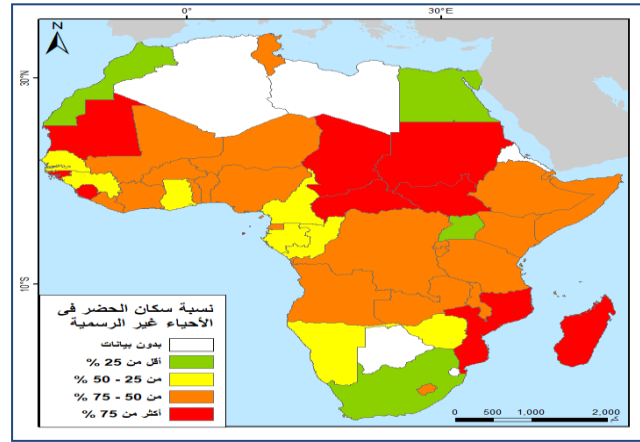 0°
30°E
N
30°N
10°S
نسبة سكان الحضر فى
الأحياء غير الرسمية
بدون بيانات
أقل من 25 %
من 25 - 50 %
من 50 - 75 %
أكثر من 75 %
0 500 1,000 2,000
كم